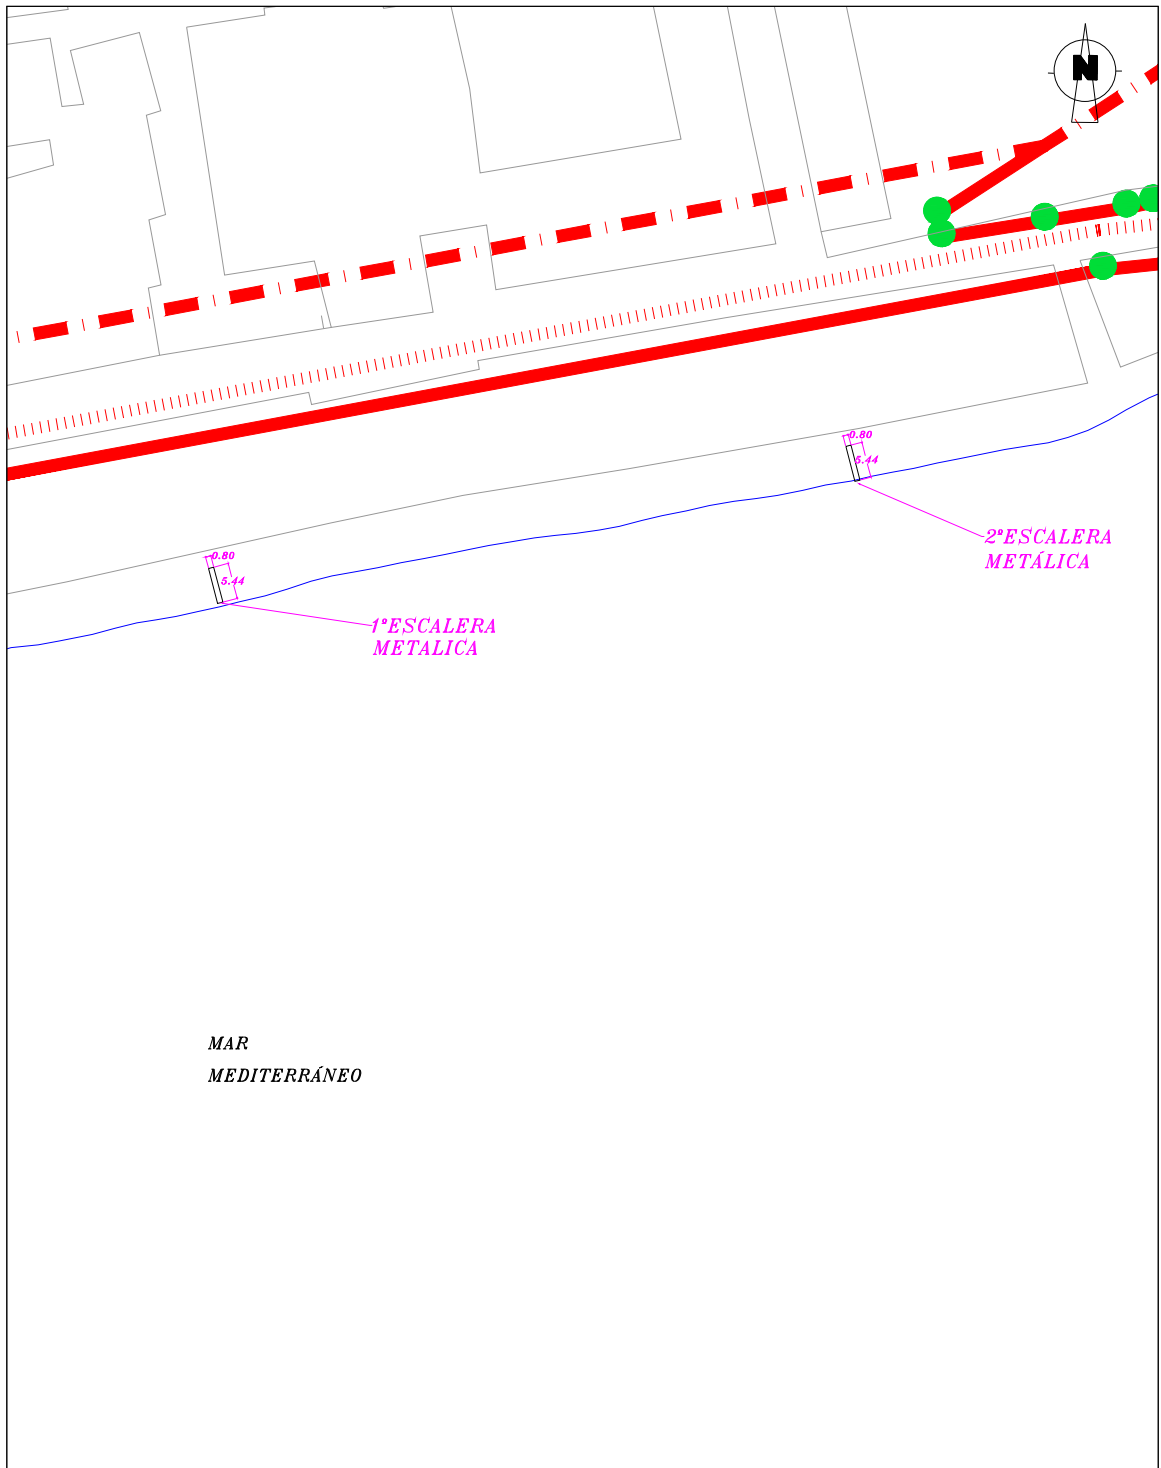 N
0.80
5.44
2ºESCALERA
METÁLICA
0.80
5.44
1ºESCALERA
METALICA
MAR
MEDITERRÁNEO